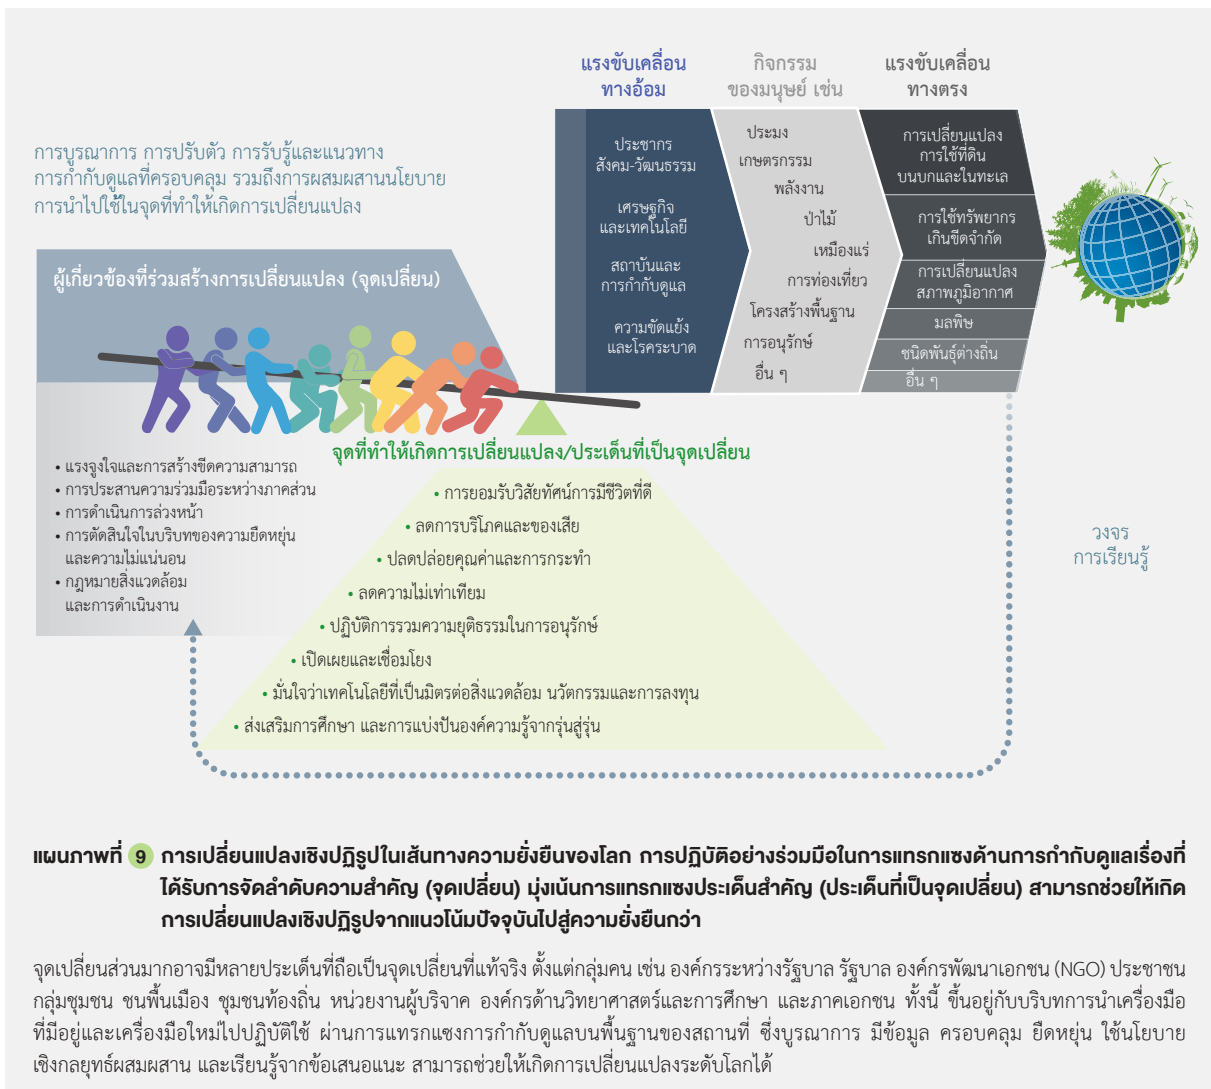 แรงขับเคลื่อน
ทางอ้อม
กิจกรรม
ของมนุษย์ เช่น
แรงขับเคลื่อน
ทางตรง
ประชากร
สังคม-วัฒนธรรม
เศรษฐกิจ
และเทคโนโลยี
สถาบันและ
การกำกับดูแล
ความขัดแย้ง
และโรคระบาด
ประมง
เกษตรกรรม
พลังงาน
ป่าไม้
เหมืองแร่
การท่องเที่ยว
โครงสร้างพื้นฐาน
การอนุรักษ์
อื่น ๆ
การเปลี่ยนแปลง
การใช้ที่ดิน
บนบกและในทะเล
การใช้ทรัพยากร
เกินขีดจำกัด
การเปลี่ยนแปลง
สภาพภูมิอากาศ
มลพิษ
ชนิดพันธุ์ต่างถิ่น
อื่น ๆ
การบูรณาการ การปรับตัว การรับรู้และแนวทาง
การกำกับดูแลที่ครอบคลุม รวมถึงการผสมผสานนโยบาย
การนำไปใช้ในจุดที่ทำให้เกิดการเปลี่ยนแปลง
ผู้เกี่ยวข้องที่ร่วมสร้างการเปลี่ยนแปลง (จุดเปลี่ยน)
• แรงจูงใจและการสร้างขีดความสามารถ
• การประสานความร่วมมือระหว่างภาคส่วน
• การดำเนินการล่วงหน้า
• การตัดสินใจในบริบทของความยืดหยุ่น
และความไม่แน่นอน
• กฎหมายสิ่งแวดล้อม
และการดำเนินงาน
จุดที่ทำให้เกิดการเปลี่ยนแปลง/ประเด็นที่เป็นจุดเปลี่ยน
• การยอมรับวิสัยทัศน์การมีชีวิตที่ดี
• ลดการบริโภคและของเสีย
• ปลดปล่อยคุณค่าและการกระทำ
• ลดความไม่เท่าเทียม
• ปฏิบัติการรวมความยุติธรรมในการอนุรักษ์
• เปิดเผยและเชื่อมโยง
• มั่นใจว่าเทคโนโลยีที่เป็นมิตรต่อสิ่งแวดล้อม นวัตกรรมและการลงทุน
• ส่งเสริมการศึกษา และการแบ่งปันองค์ความรู้จากรุ่นสู่รุ่น
วงจร
การเรียนรู้
แผนภาพที่ 9 การเปลี่ยนแปลงเชิงปฏิรูปในเส้นทางความยั่งยืนของโลก การปฏิบัติอย่างร่วมมือในการแทรกแซงด้านการกำกับดูแลเรื่องที่
ได้รับการจัดลำดับความสำคัญ (จุดเปลี่ยน) มุ่งเน้นการแทรกแซงประเด็นสำคัญ (ประเด็นที่เป็นจุดเปลี่ยน) สามารถช่วยให้เกิด
การเปลี่ยนแปลงเชิงปฏิรูปจากแนวโน้มปัจจุบันไปสู่ความยั่งยืนกว่า
จุดเปลี่ยนส่วนมากอาจมีหลายประเด็นที่ถือเป็นจุดเปลี่ยนที่แท้จริง ตั้งแต่กลุ่มคน เช่น องค์กรระหว่างรัฐบาล รัฐบาล องค์กรพัฒนาเอกชน (NGO) ประชาชน
กลุ่มชุมชน ชนพื้นเมือง ชุมชนท้องถิ่น หน่วยงานผู้บริจาค องค์กรด้านวิทยาศาสตร์และการศึกษา และภาคเอกชน ทั้งนี้ ขึ้นอยู่กับบริบทการนำเครื่องมือ
ที่มีอยู่และเครื่องมือใหม่ไปปฏิบัติใช้ ผ่านการแทรกแซงการกำกับดูแลบนพื้นฐานของสถานที่ ซึ่งบูรณาการ มีข้อมูล ครอบคลุม ยืดหยุ่น ใช้นโยบาย
เชิงกลยุทธ์ผสมผสาน และเรียนรู้จากข้อเสนอแนะ สามารถช่วยให้เกิดการเปลี่ยนแปลงระดับโลกได้